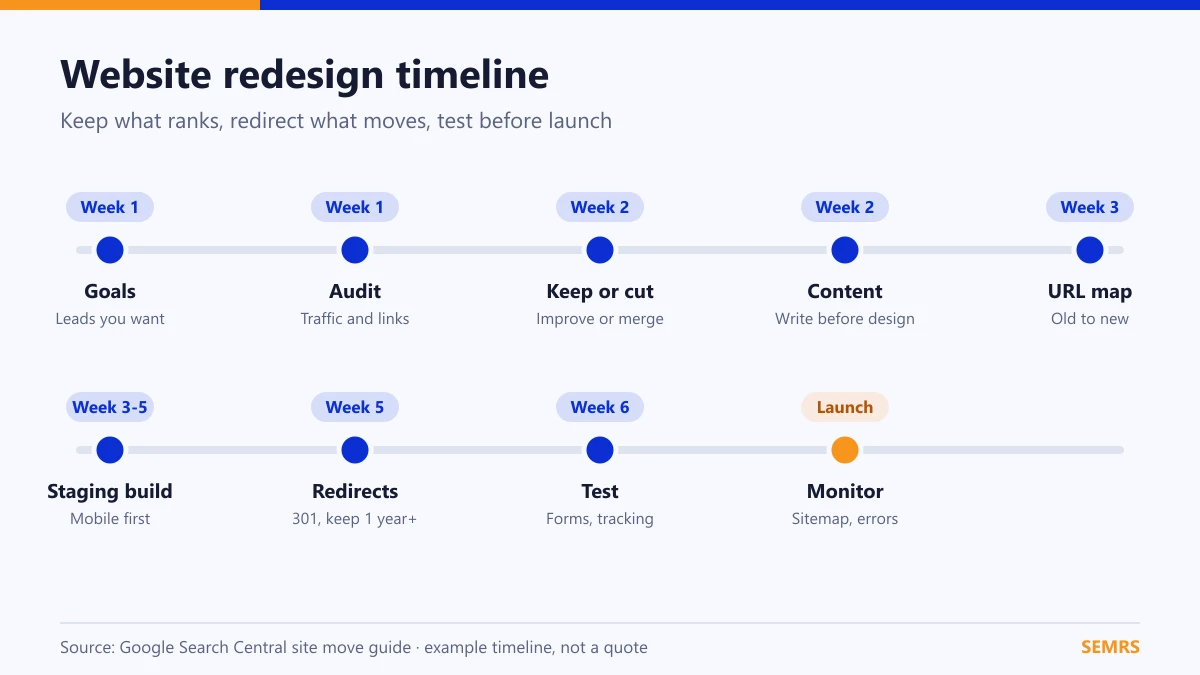 Website redesign timeline
Keep what ranks, redirect what moves, test before launch
Week 1
Week 1
Week 2
Week 2
Week 3
Goals
Audit
Keep or cut
Content
URL map
Leads you want
Traffic and links
Improve or merge
Write before design
Old to new
Week 3-5
Week 5
Week 6
Launch
Staging build
Redirects
Test
Monitor
Mobile first
301, keep 1 year+
Forms, tracking
Sitemap, errors
Source: Google Search Central site move guide · example timeline, not a quote
SEMRS